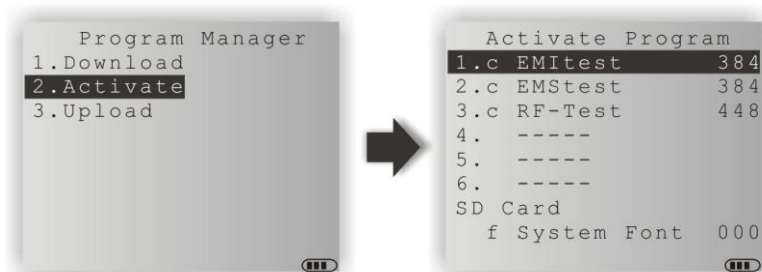 Program Manager
1.Download
2.Activate
3.Upload
Activate Program
1.c EMItest 384
2.c EMStest 384
3.c RF-Test 448
4. -----
5. -----
6. -----
SD Card
f System Font 000